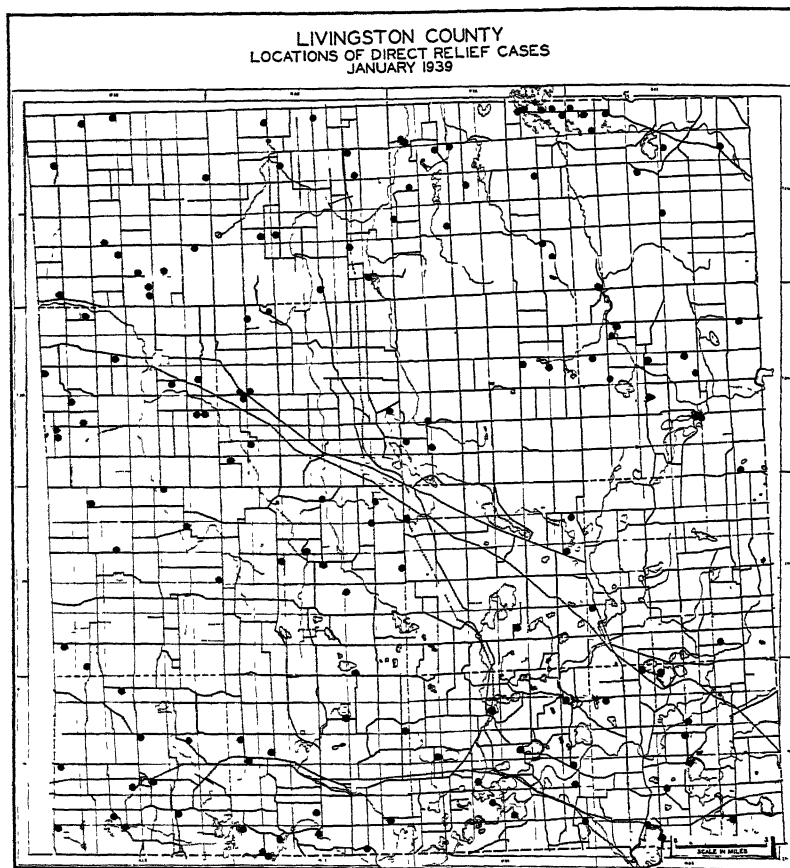 LIVINGSTON COUNTY
LOCATIONS OF DIRECT RELIEF CASES
JANUARY 1939
SCALE IN MILES